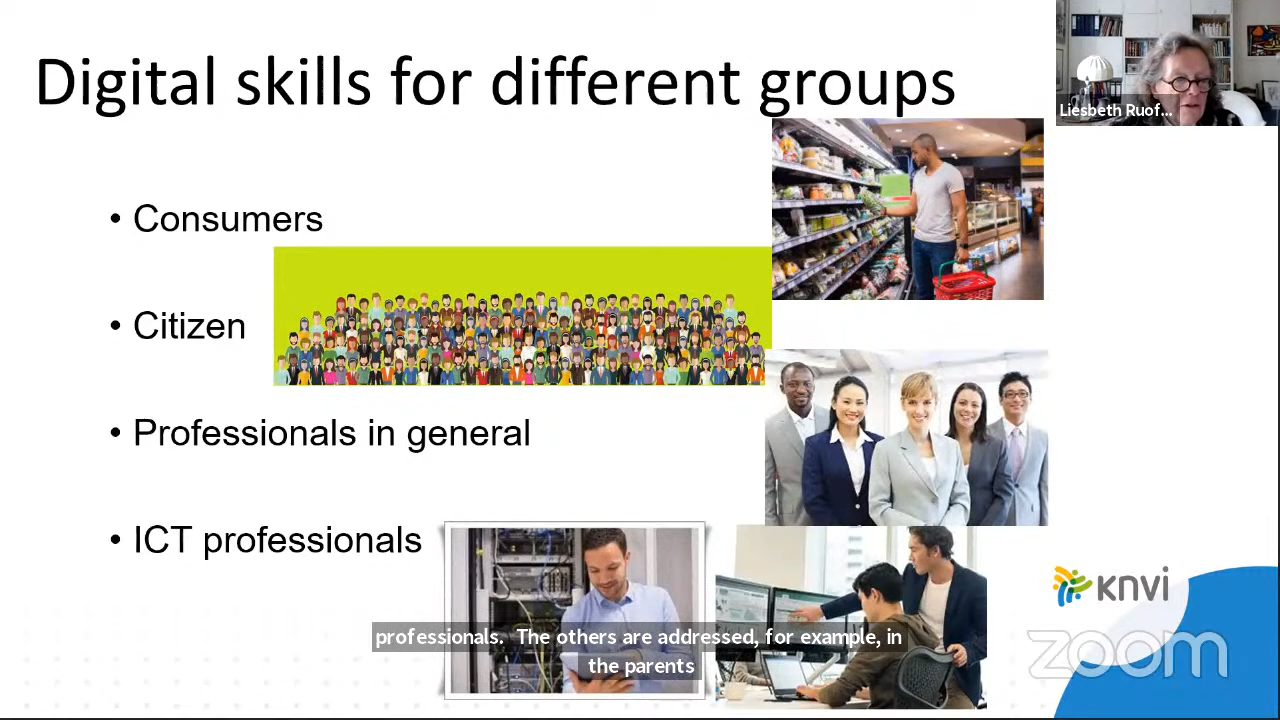 Digital skills for different groups
Liesbeth Ruof...
• Consumers
• Citizen
• Professionals in general
• ICT professionals
knvi
professionals.  The others are addressed, for example, in
the parents
zoom